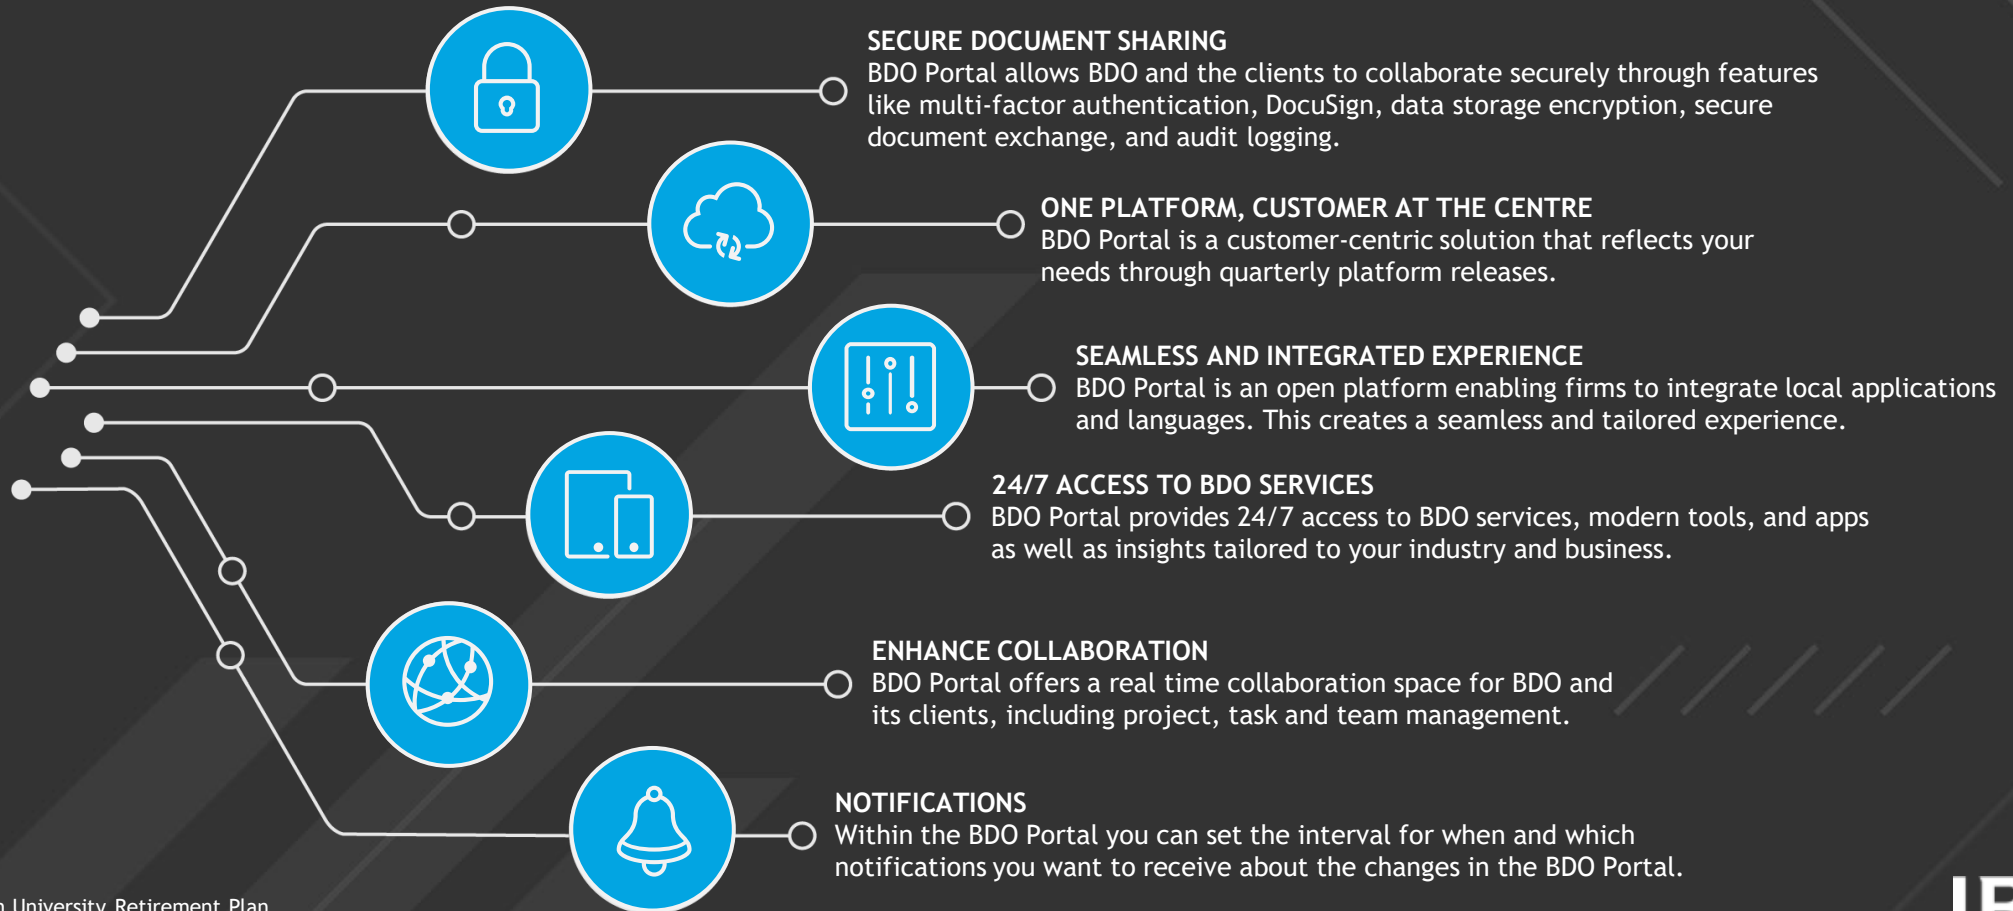 SECURE DOCUMENT SHARING
BDO Portal allows BDO and the clients to collaborate securely through features
like multi-factor authentication, DocuSign, data storage encryption, secure
document exchange, and audit logging.
ONE PLATFORM, CUSTOMER AT THE CENTRE
BDO Portal is a customer-centric solution that reflects your
needs through quarterly platform releases.
SEAMLESS AND INTEGRATED EXPERIENCE
BDO Portal is an open platform enabling firms to integrate local applications
and languages. This creates a seamless and tailored experience.
24/7 ACCESS TO BDO SERVICES
BDO Portal provides 24/7 access to BDO services, modern tools, and apps
as well as insights tailored to your industry and business.
ENHANCE COLLABORATION
BDO Portal offers a real time collaboration space for BDO and
its clients, including project, task and team management.
NOTIFICATIONS
Within the BDO Portal you can set the interval for when and which
notifications you want to receive about the changes in the BDO Portal.
University Retirement Plan